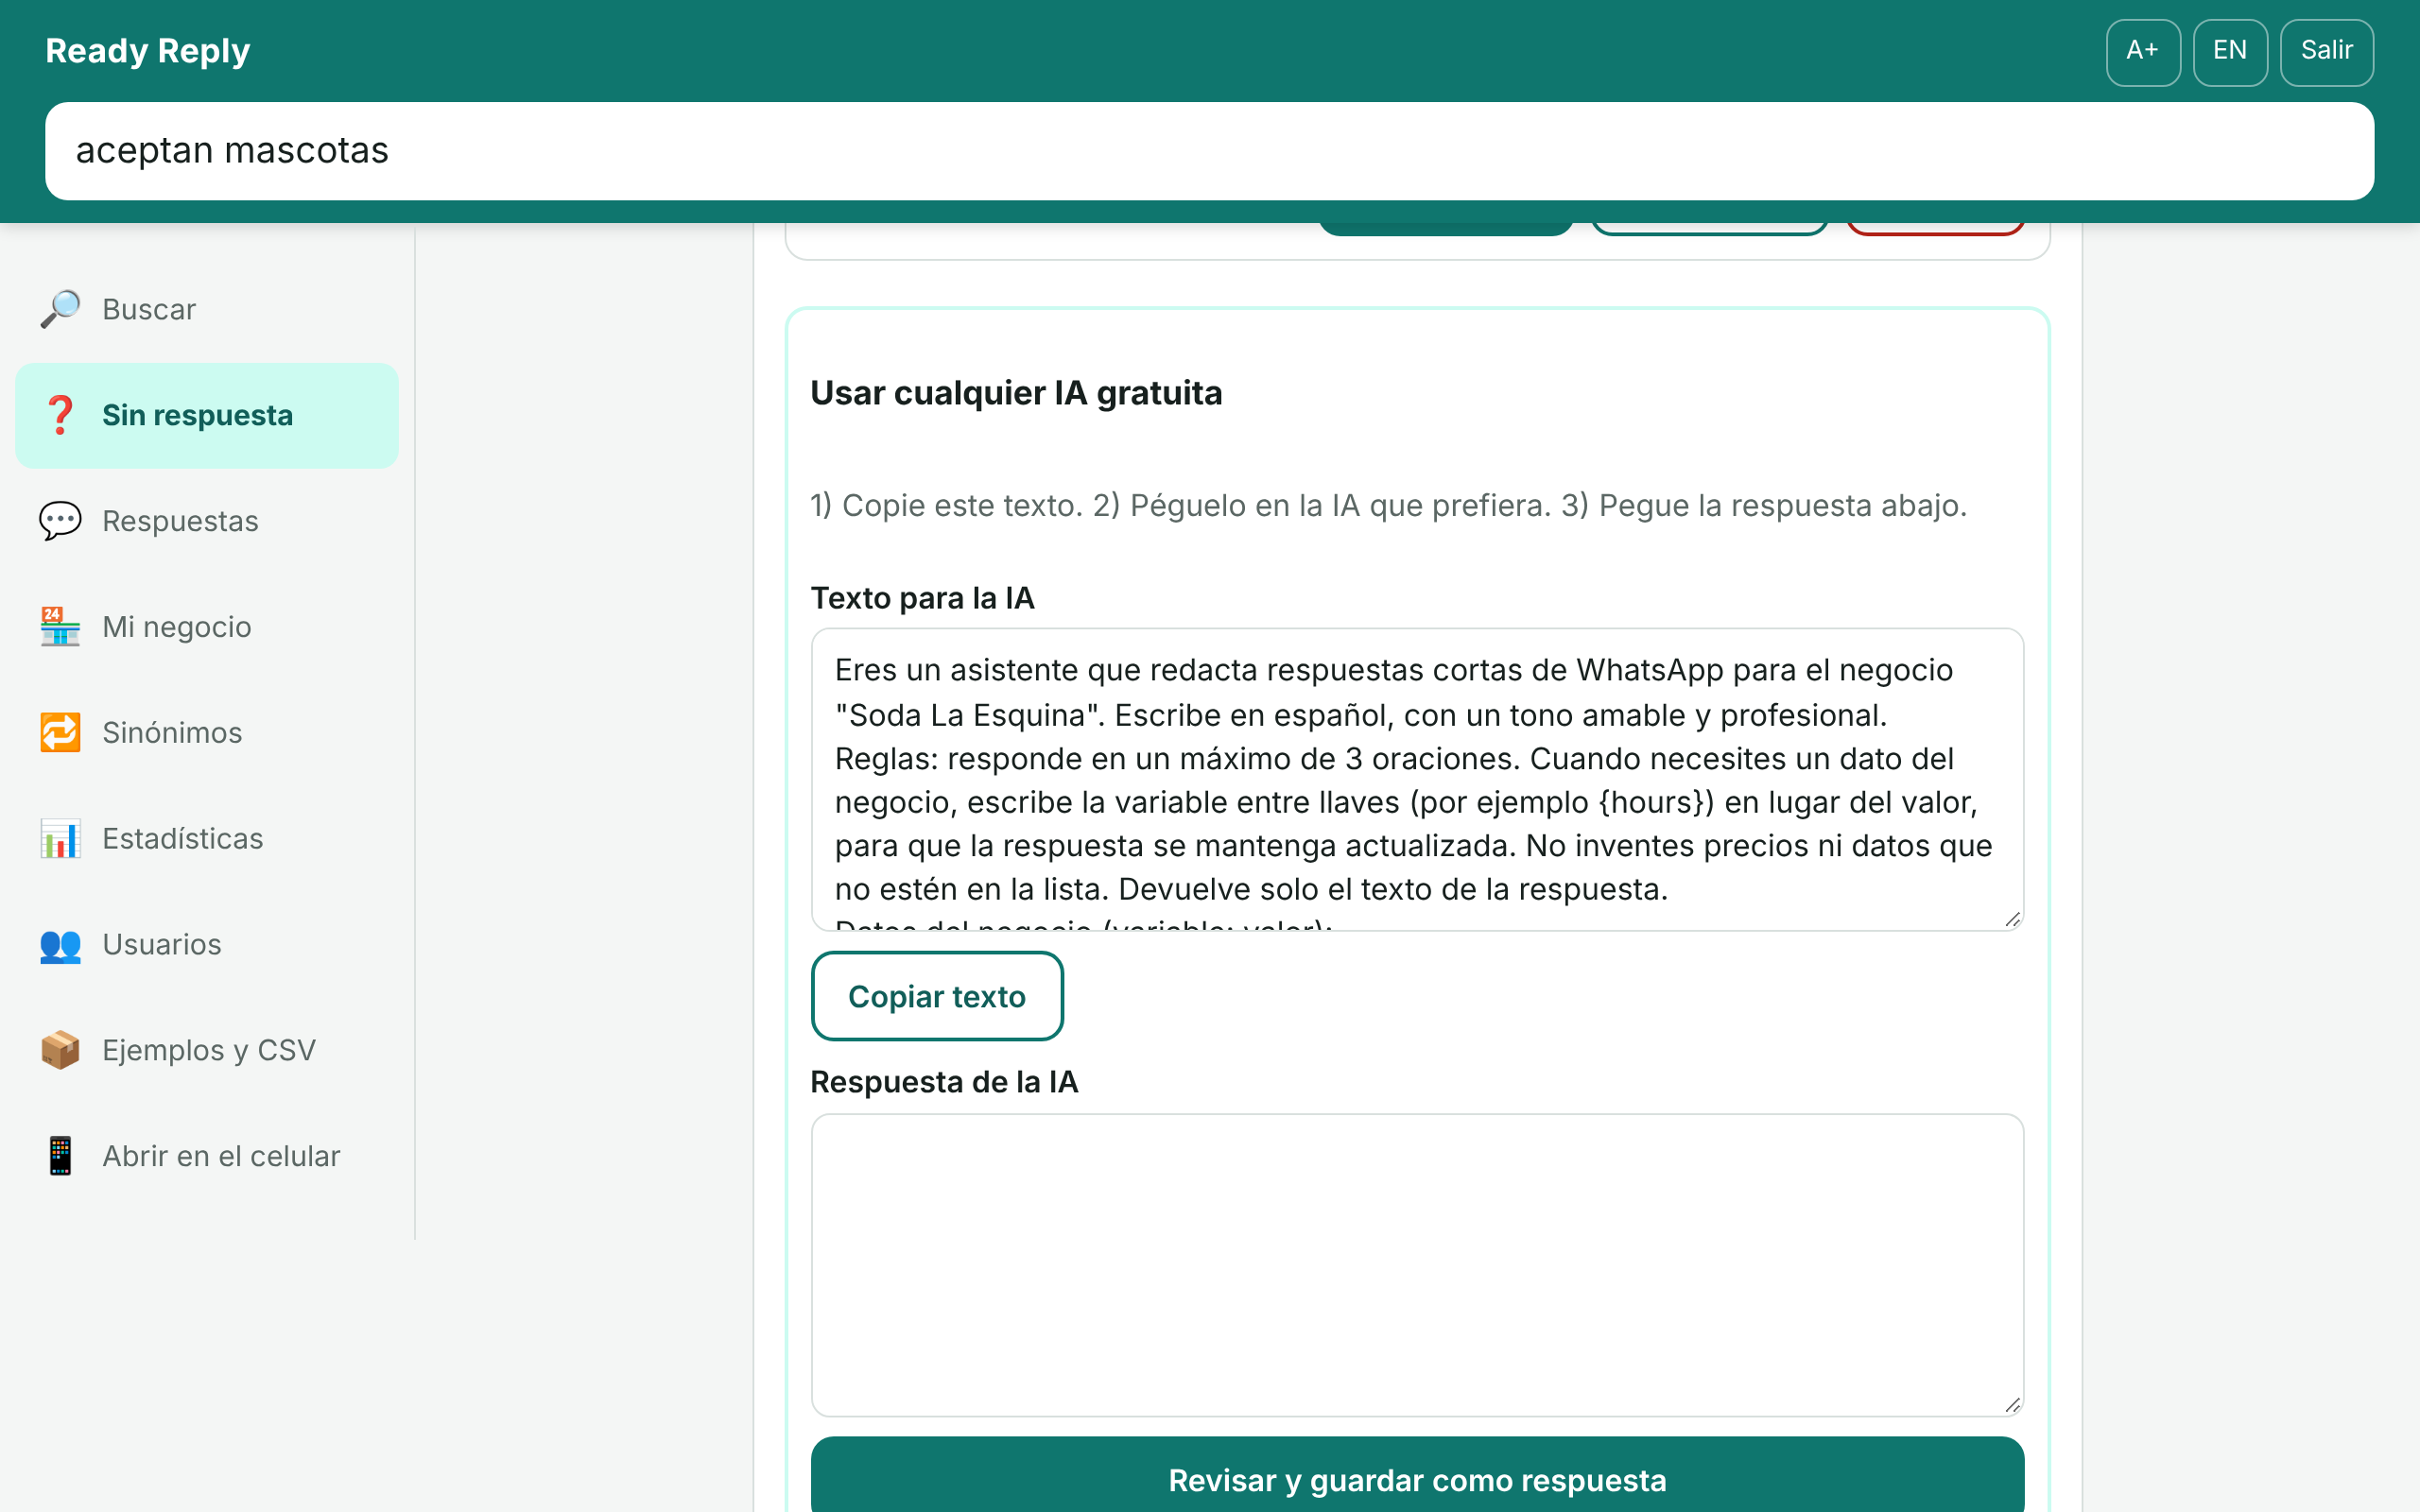 Ready Reply
A+
EN
Salir
aceptan mascotas
Buscar
Sin respuesta
Respuestas
Mi negocio
Sinónimos
Estadísticas
Usuarios
Ejemplos y CSV
Abrir en el celular
Usar cualquier IA gratuita
1) Copie este texto. 2) Péguelo en la IA que prefiera. 3) Pegue la respuesta abajo.
Texto para la IA
Eres un asistente que redacta respuestas cortas de WhatsApp para el negocio
"Soda La Esquina". Escribe en español, con un tono amable y profesional.
Reglas: responde en un máximo de 3 oraciones. Cuando necesites un dato del
negocio, escribe la variable entre llaves (por ejemplo {hours}) en lugar del valor,
para que la respuesta se mantenga actualizada. No inventes precios ni datos que
no estén en la lista. Devuelve solo el texto de la respuesta.
Datos del negocio (variable: valor):
Copiar texto
Respuesta de la IA
Revisar y guardar como respuesta